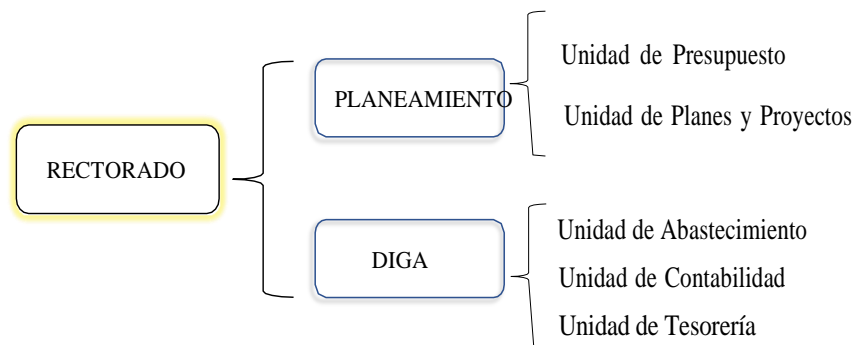 RECTORADO
PLANEAMIENTO
Unidad de Presupuesto
Unidad de Planes y Proyectos
DIGA
Unidad de Abastecimiento
Unidad de Contabilidad
Unidad de Tesorería